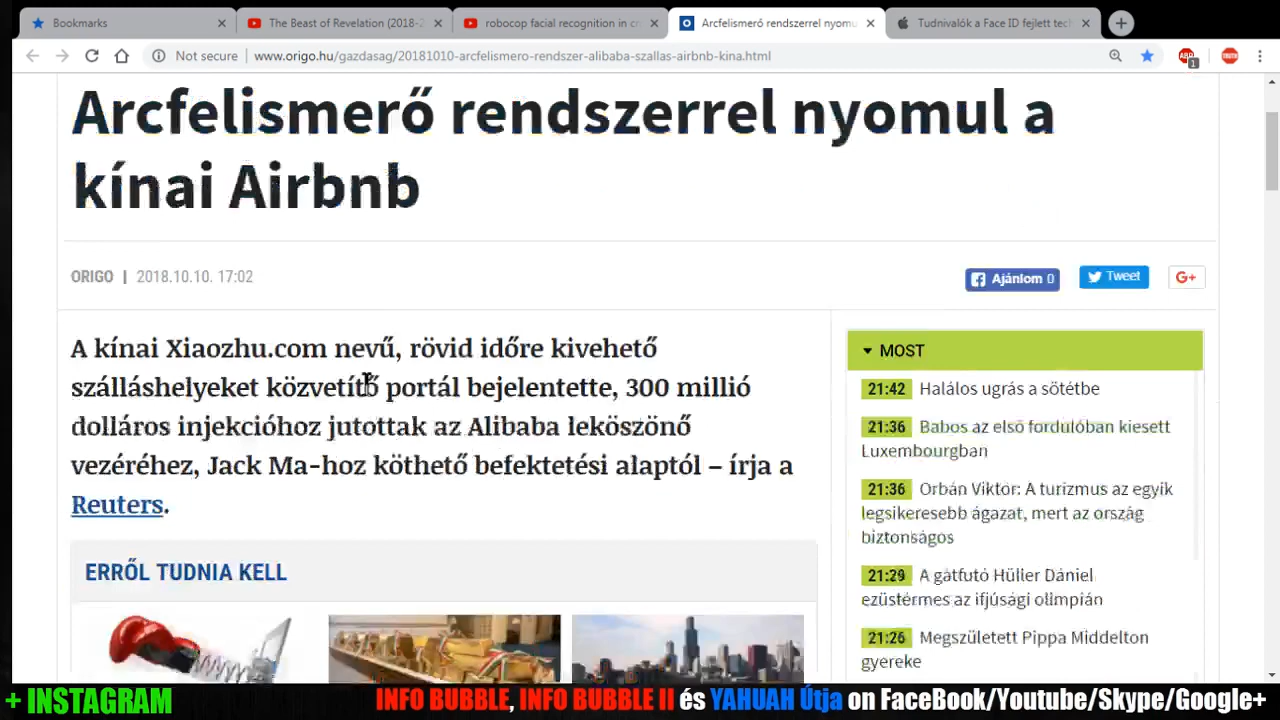 Bookmarks
The Beast of Revelation (2018-2
robocop facial recognition in cr
Arcfelismerő rendszerrel nyomu
Tudnivalók a Face ID fejlett tech
Not secure
www.origo.hu/gazdasag/20181010-arcfelismero-rendszer-alibaba-szallas-airbnb-kina.html
ABP
1
TRUTH
Arcfelismerő rendszerrel nyomul a
kínai Airbnb
ORIGO | 2018.10.10. 17:02
Ajánlom 0
Tweet
G+
A kínai Xiaozhu.com nevű, rövid időre kivehető
szálláshelyeket közvetítő portál bejelentette, 300 millió
dolláros injekcióhoz jutottak az Alibaba leköszönő
vezéréhez, Jack Ma-hoz köthető befektetési alaptól – írja a
Reuters.
ERRŐL TUDNIA KELL
MOST
21:42 Halálos ugrás a sötétbe
21:36 Babos az első fordulóban kiesett
Luxembourgban
21:36 Orbán Viktor: A turizmus az egyik
legsikeresebb ágazat, mert az ország
biztonságos
21:29 A gátfutó Hüller Dániel
ezüstérmes az ifjúsági olimpián
21:26 Megszületett Pippa Middelton
gyereke
+ INSTAGRAM
INFO BUBBLE, INFO BUBBLE II és YAHUAH Útja on FaceBook/Youtube/Skype/Google+